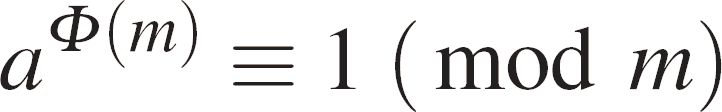 a^Φ(m) ≡ 1 ( mod m)